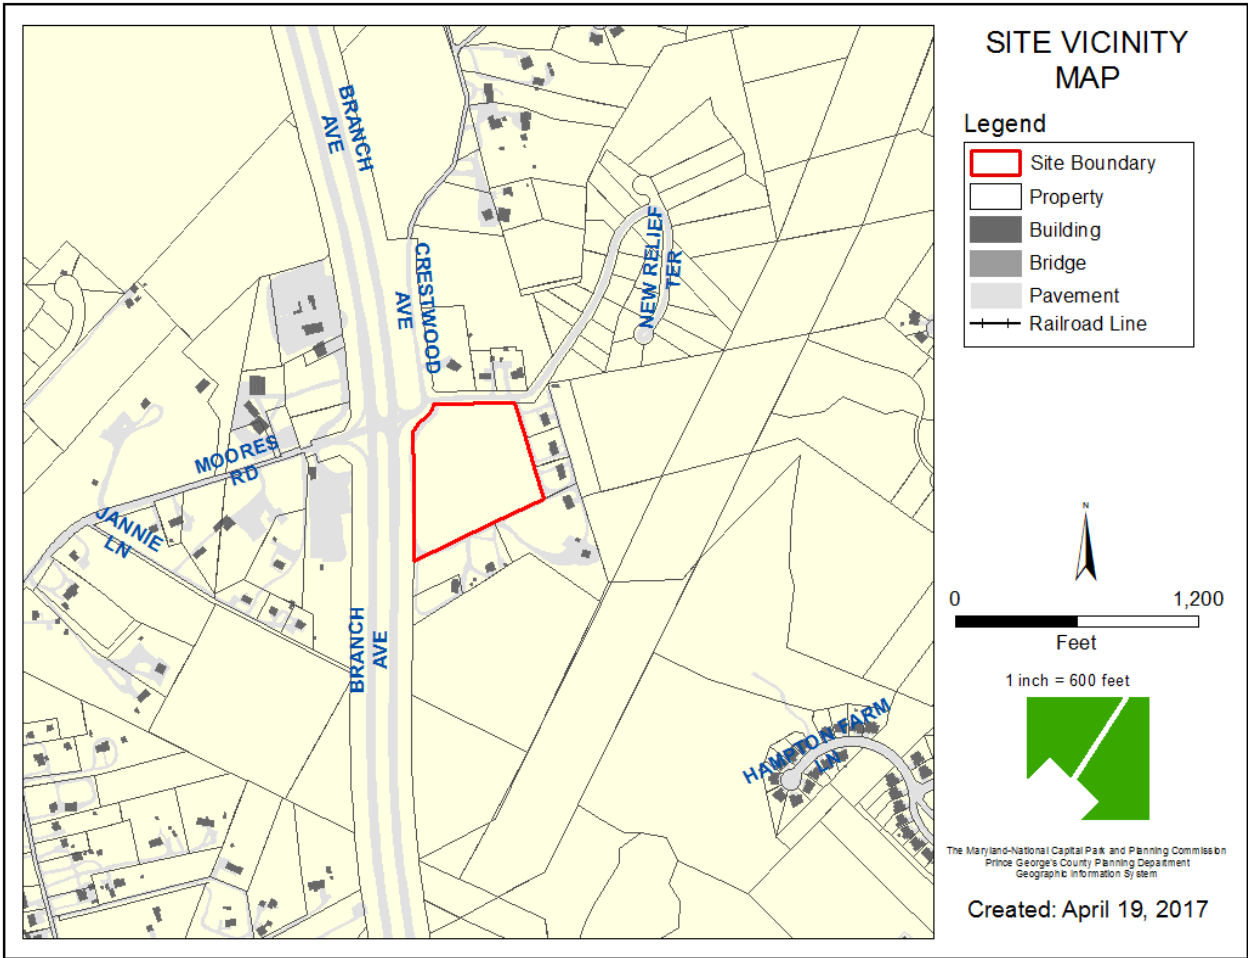 SITE VICINITY
MAP
Legend
Site Boundary
Property
Building
Bridge
Pavement
Railroad Line
N
0 1,200
Feet
1 inch = 600 feet
The Maryland-National Capital Park and Planning Commission
Prince George's County Planning Department
Geographic Information System
Created: April 19, 2017
BRANCH
AVE
CRESTWOOD
AVE
NEW RELIEF
TER
MOORES
RD
JANNIE
LN
BRANCH
AVE
HAMPTON FARM
LN